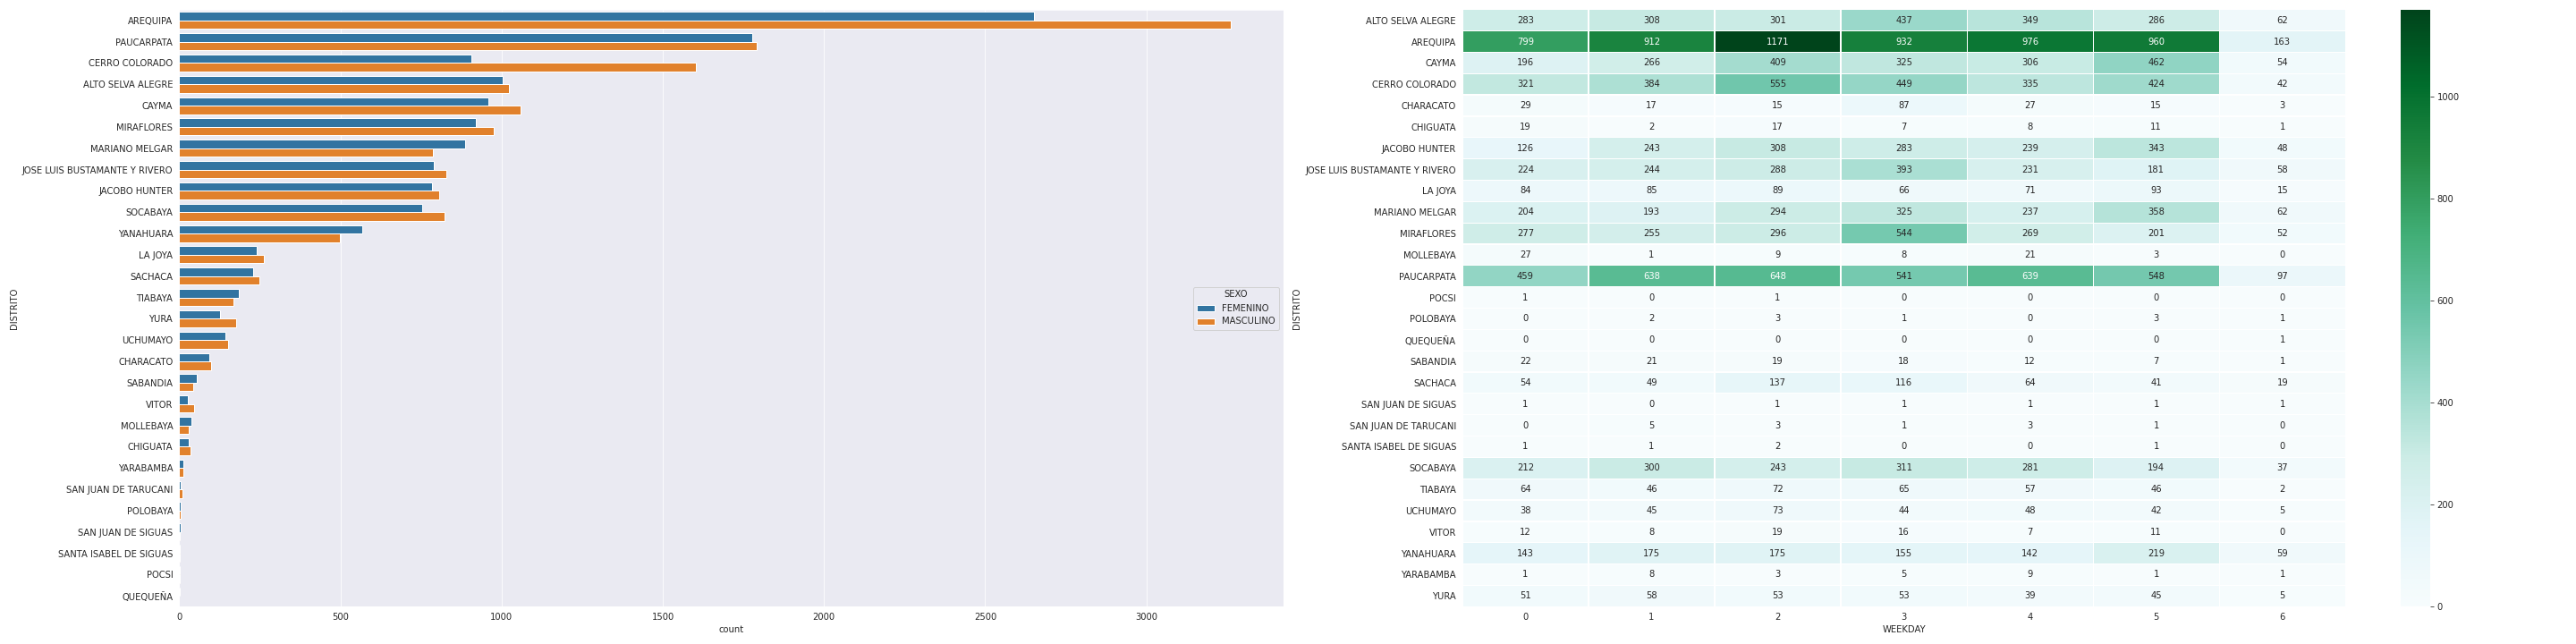 DISTRITO
AREQUIPA
PAUCARPATA
CERRO COLORADO
ALTO SELVA ALEGRE
CAYMA
MIRAFLORES
MARIANO MELGAR
JOSE LUIS BUSTAMANTE Y RIVERO
JACOBO HUNTER
SOCABAYA
YANAHUARA
LA JOYA
SACHACA
TIABAYA
YURA
UCHUMAYO
CHARACATO
SABANDIA
VITOR
MOLLEBAYA
CHIGUATA
YARABAMBA
SAN JUAN DE TARUCANI
POLOBAYA
SAN JUAN DE SIGUAS
SANTA ISABEL DE SIGUAS
POCSI
QUEQUEÑA
0 500 1000 1500 2000 2500 3000
count
SEXO
FEMENINO
MASCULINO
DISTRITO
ALTO SELVA ALEGRE 283 308 301 437 349 286 62
AREQUIPA 799 912 1171 932 976 960 163
CAYMA 196 266 409 325 306 462 54
CERRO COLORADO 321 384 555 449 335 424 42
CHARACATO 29 17 15 87 27 15 3
CHIGUATA 19 2 17 7 8 11 1
JACOBO HUNTER 126 243 308 283 239 343 48
JOSE LUIS BUSTAMANTE Y RIVERO 224 244 288 393 231 181 58
LA JOYA 84 85 89 66 71 93 15
MARIANO MELGAR 204 193 294 325 237 358 62
MIRAFLORES 277 255 296 544 269 201 52
MOLLEBAYA 27 1 9 8 21 3 0
PAUCARPATA 459 638 648 541 639 548 97
POCSI 1 0 1 0 0 0 0
POLOBAYA 0 2 3 1 0 3 1
QUEQUEÑA 0 0 0 0 0 0 1
SABANDIA 22 21 19 18 12 7 1
SACHACA 54 49 137 116 64 41 19
SAN JUAN DE SIGUAS 1 0 1 1 1 1 1
SAN JUAN DE TARUCANI 0 5 3 1 3 1 0
SANTA ISABEL DE SIGUAS 1 1 2 0 0 1 0
SOCABAYA 212 300 243 311 281 194 37
TIABAYA 64 46 72 65 57 46 2
UCHUMAYO 38 45 73 44 48 42 5
VITOR 12 8 19 16 7 11 0
YANAHUARA 143 175 175 155 142 219 59
YARABAMBA 1 8 3 5 9 1 1
YURA 51 58 53 53 39 45 5
0 1 2 3 4 5 6
WEEKDAY
1000
800
600
400
200
0